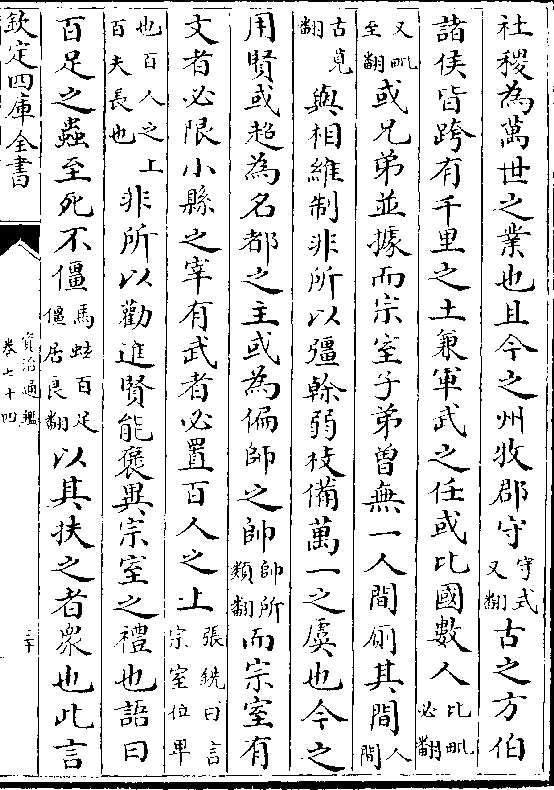 社稷為萬世之業也且今之州牧郡守守式又翻古之方伯
諸侯皆跨有千里之土兼軍武之任或比國數人比毗必翻
又毗至翻或兄弟並據而宗室子弟曾無一人間廁其間間人
古莧翻與相維制非所以彊榦弱枝備萬一之虞也今之
用賢或超為名都之主或為偏師之帥帥所類翻而宗室有
文者必限小縣之宰有武者必置百人之上張銑曰言宗室位卑
也百人之上百夫長也非所以勸進賢能褒異宗室之禮也語曰
百足之蟲至死不僵馬蚿百足僵居良翻以其扶之者衆也此言
欽定四庫全書
資治通鑑
卷七十四
二十